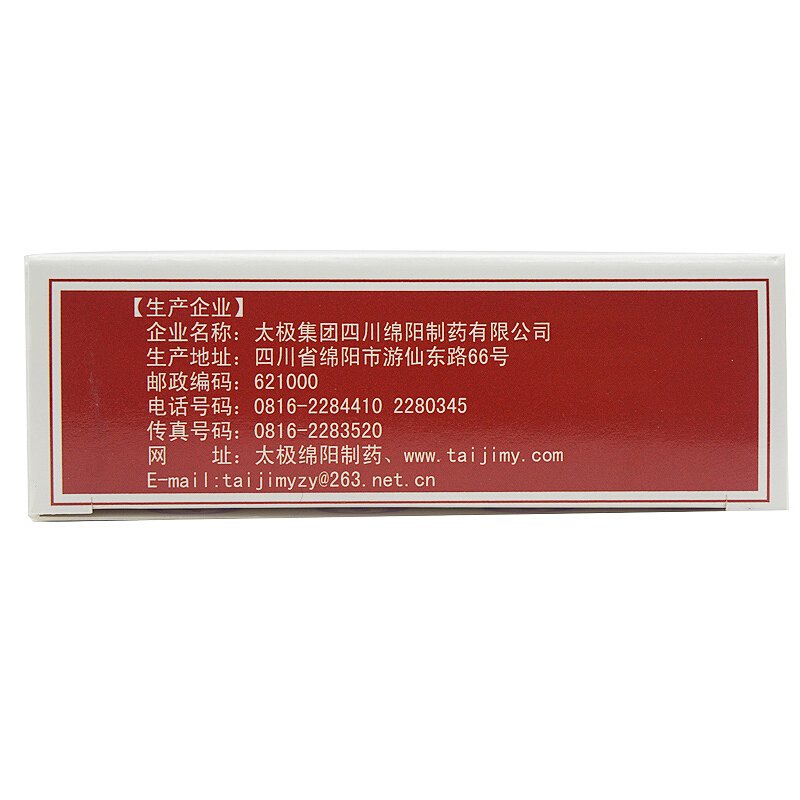 【生产企业】
企业名称：太极集团四川绵阳制药有限公司
生产地址：四川省绵阳市游仙东路66号
邮政编码：621000
电话号码：0816-2284410 2280345
传真号码：0816-2283520
网　　址：太极绵阳制药、www.taijimy.com
E-mail:taijimyzy@263.net.cn